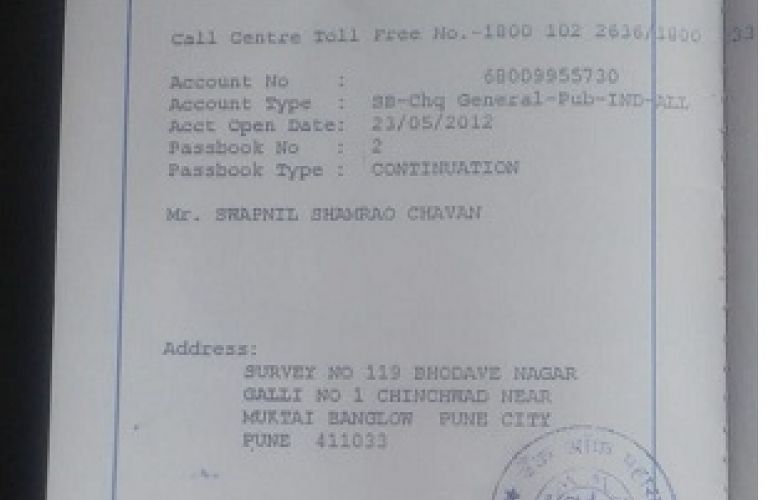 Call Centre Toll Free No.-1800 102 2636/1800 33
Account No : 68009955730
Account Type : SB-Chq General-Pub-IND-ALL
Acct Open Date: 23/05/2012
Passbook No : 2
Passbook Type : CONTINUATION
Mr. SWAPNIL SHAMRAO CHAVAN
Address:
SURVEY NO 119 BHODAVE NAGAR
GALLI NO 1 CHINCHWAD NEAR
MUKTAI BANGLOW PUNE CITY
PUNE 411033
बैंक ऑफ